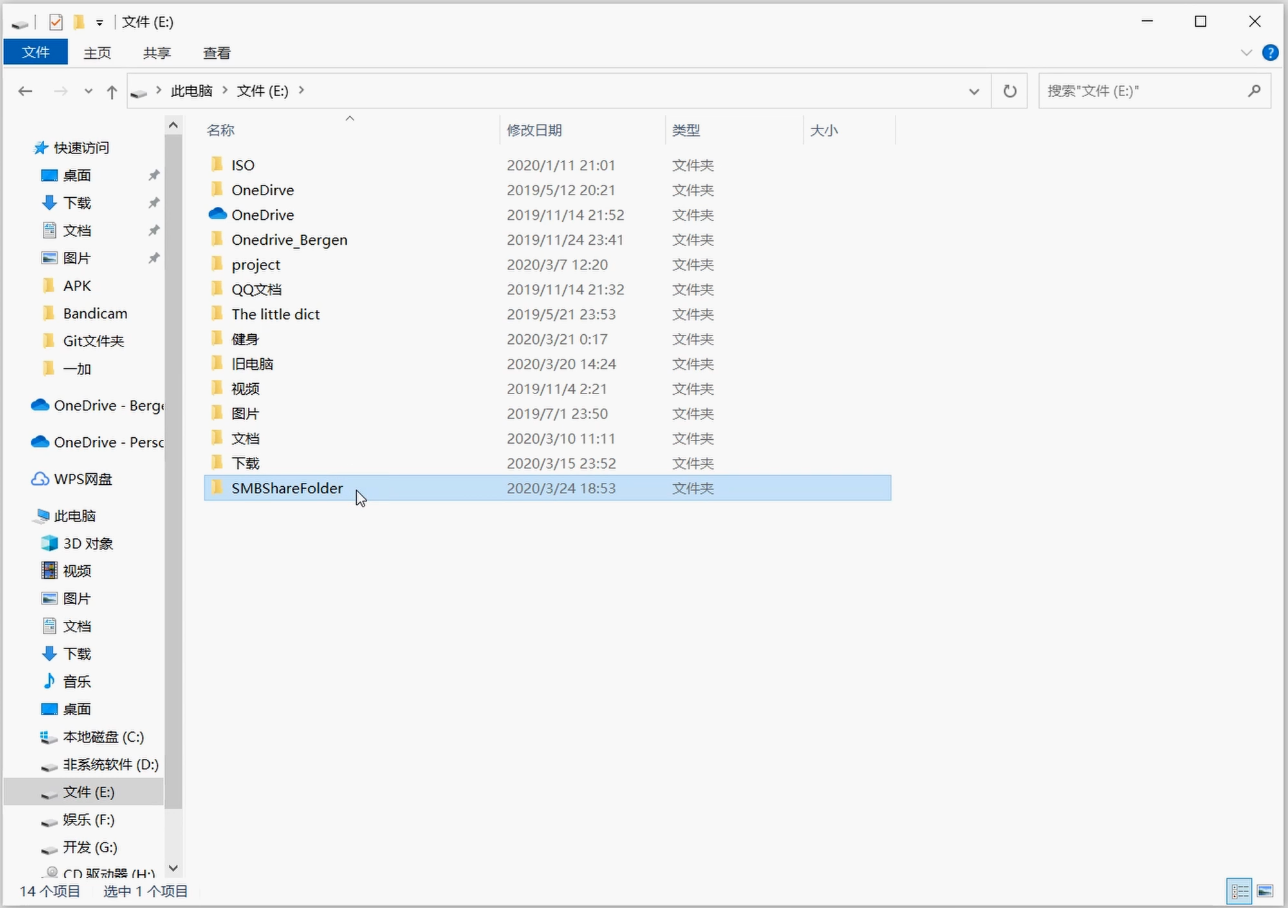 文件 (E:)
文件 主页 共享 查看
此电脑 文件 (E:) 搜索"文件 (E:)"
名称 修改日期 类型 大小
快速访问
桌面
下载
文档
图片
APK
Bandicam
Git文件夹
一加
OneDrive - Berge
OneDrive - Persc
WPS网盘
此电脑
3D 对象
视频
图片
文档
下载
音乐
桌面
本地磁盘 (C:)
非系统软件 (D:)
文件 (E:)
娱乐 (F:)
开发 (G:)
CD 驱动器 (H:)
ISO 2020/1/11 21:01 文件夹
OneDirve 2019/5/12 20:21 文件夹
OneDrive 2019/11/14 21:52 文件夹
Onedrive_Bergen 2019/11/24 23:41 文件夹
project 2020/3/7 12:20 文件夹
QQ文档 2019/11/14 21:32 文件夹
The little dict 2019/5/21 23:53 文件夹
健身 2020/3/21 0:17 文件夹
旧电脑 2020/3/20 14:24 文件夹
视频 2019/11/4 2:21 文件夹
图片 2019/7/1 23:50 文件夹
文档 2020/3/10 11:11 文件夹
下载 2020/3/15 23:52 文件夹
SMBShareFolder 2020/3/24 18:53 文件夹
14 个项目 选中 1 个项目